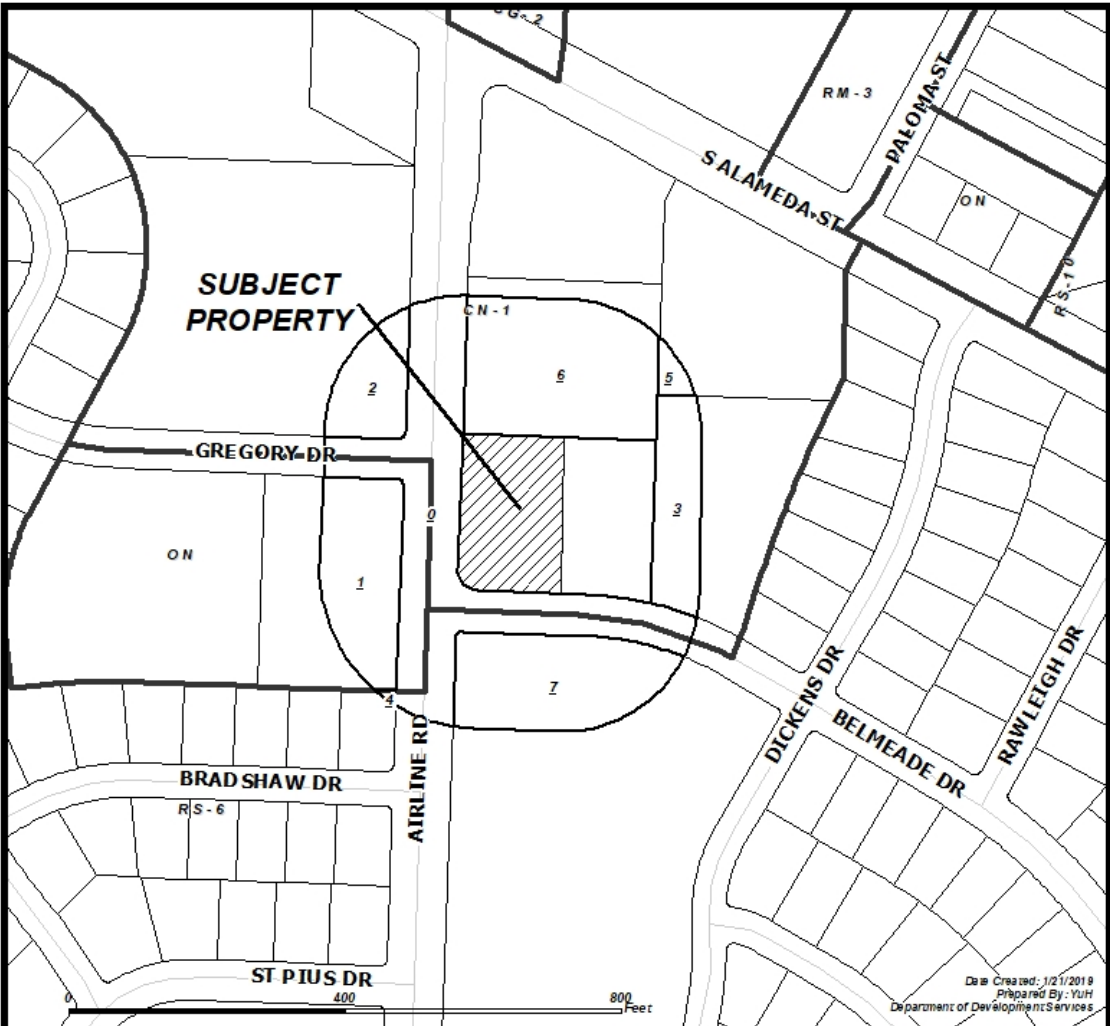 CG-2
RM-3
PALOMA ST
S ALAMEDA ST
ON
RS-10
SUBJECT
PROPERTY
CN-1
2
6
5
GREGORY DR
0
3
ON
1
7
4
DICKENS DR
BELMEADE DR
RAWLEIGH DR
AIRLINE RD
BRADSHAW DR
RS-6
ST PIUS DR
0 400 800
Feet
Date Created: 1/21/2019
Prepared By: YuH
Department of Development Services